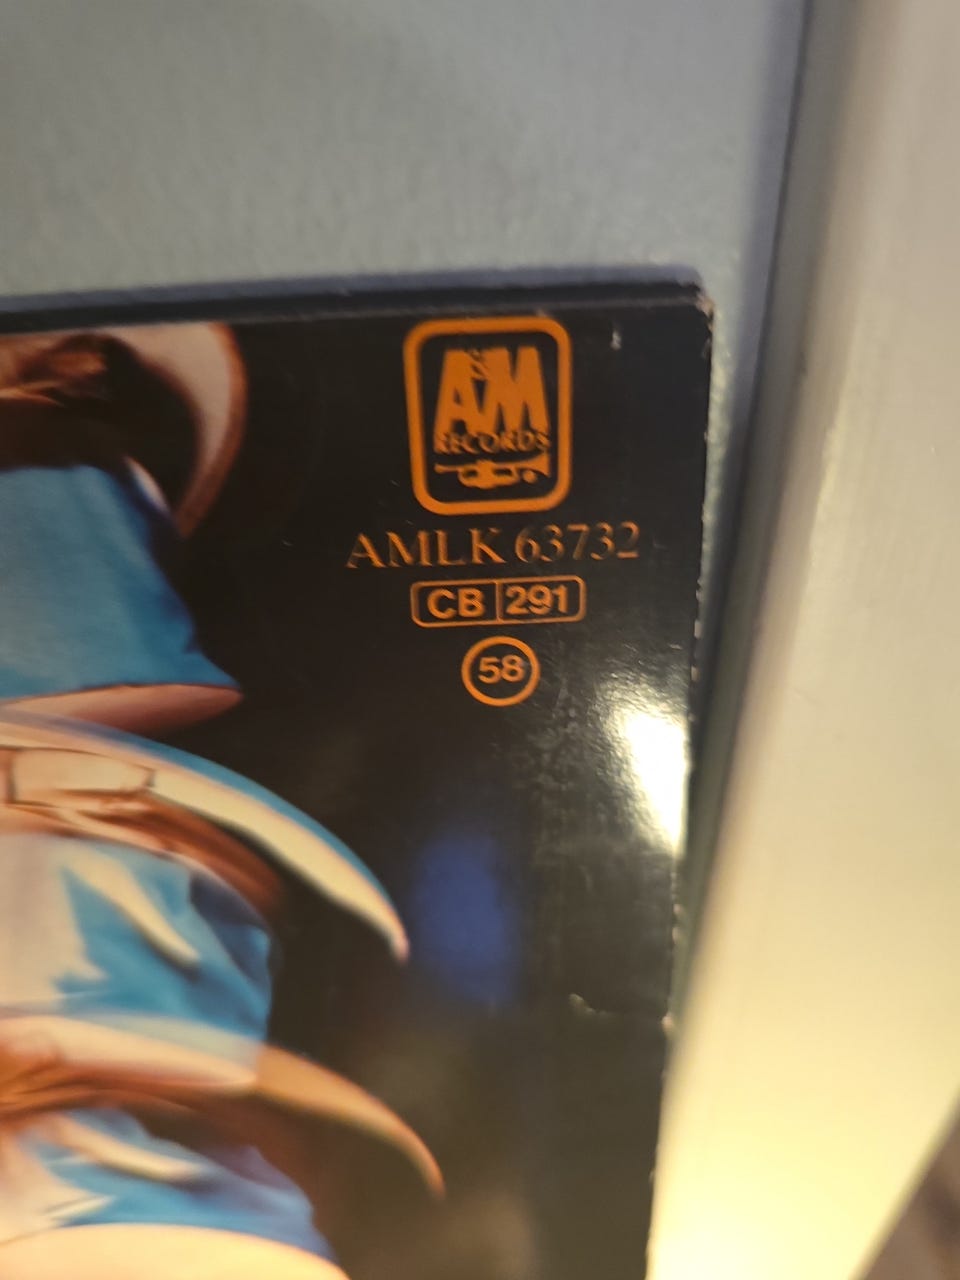 A&M
RECORDS
AMLK 63732
CB 291
58